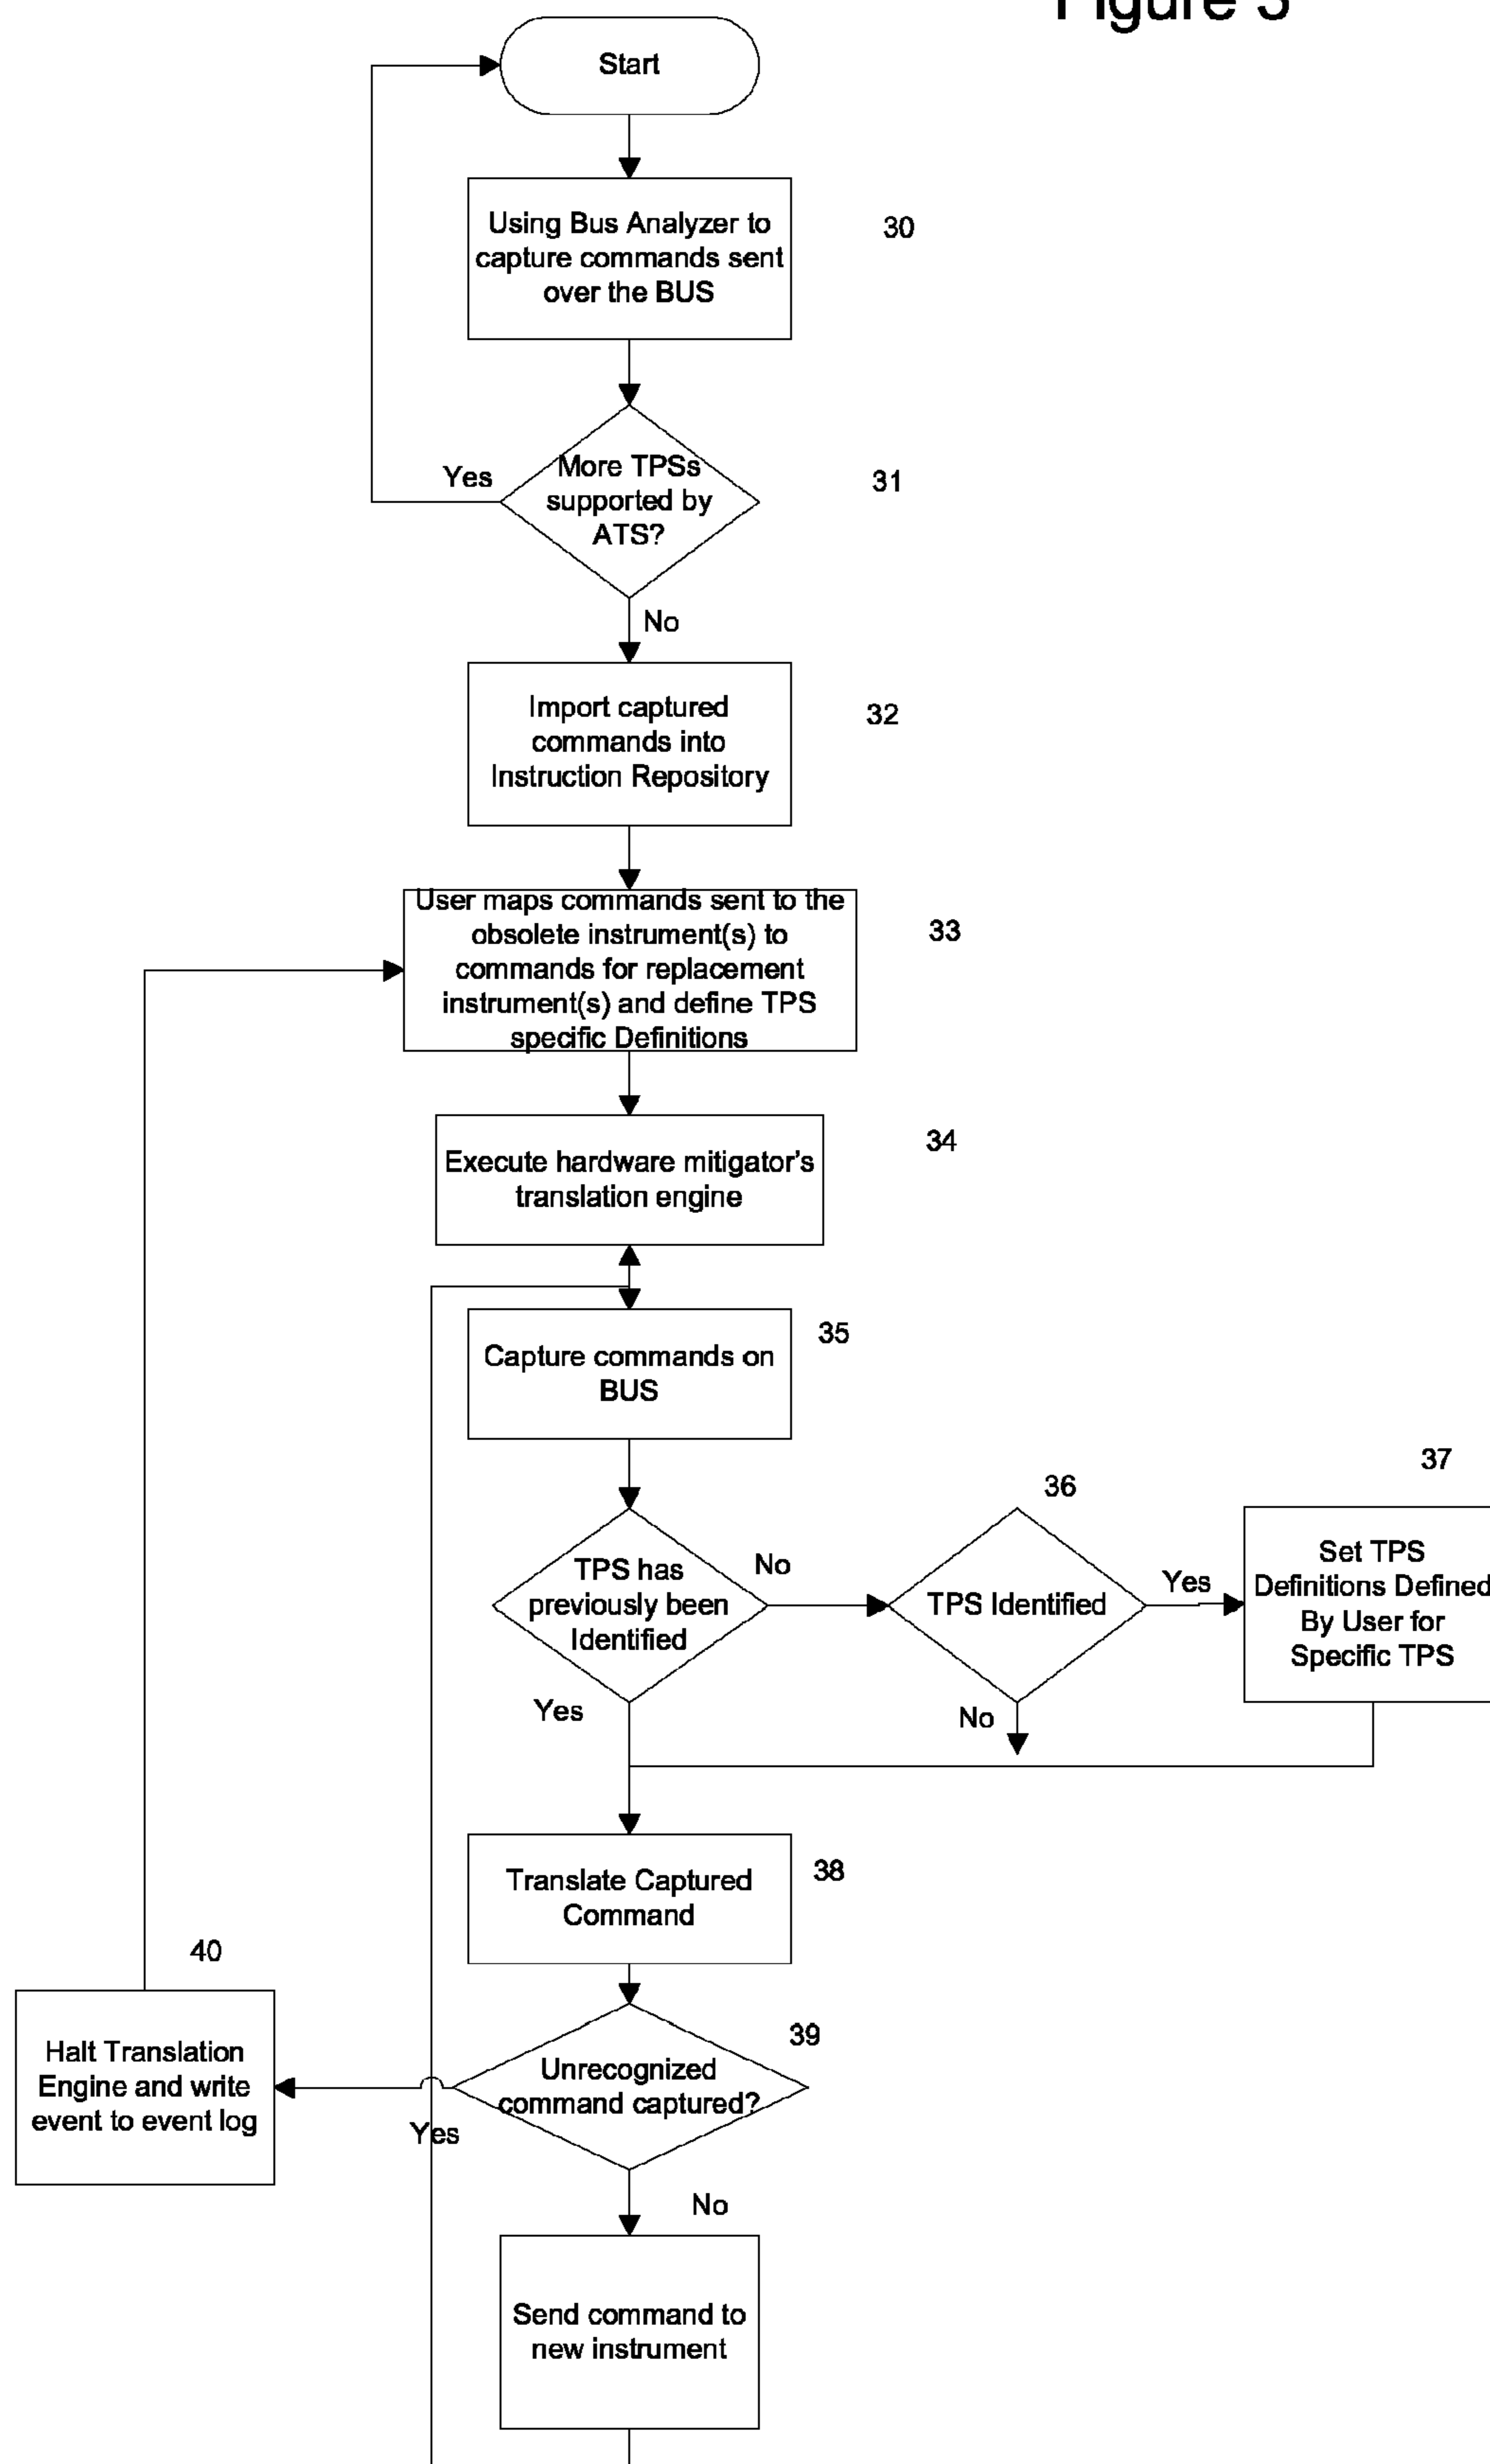 Figure 3
Start
Using Bus Analyzer to
capture commands sent
over the BUS
30
More TPSs
supported by
ATS?
31
Yes
No
Import captured
commands into
Instruction Repository
32
User maps commands sent to the
obsolete instrument(s) to
commands for replacement
instrument(s) and define TPS
specific Definitions
33
Execute hardware mitigator's
translation engine
34
Capture commands on
BUS
35
TPS has
previously been
Identified
No
Yes
36
TPS Identified
Yes
No
37
Set TPS
Definitions Defined
By User for
Specific TPS
Translate Captured
Command
38
Unrecognized
command captured?
39
Yes
No
40
Halt Translation
Engine and write
event to event log
Send command to
new instrument